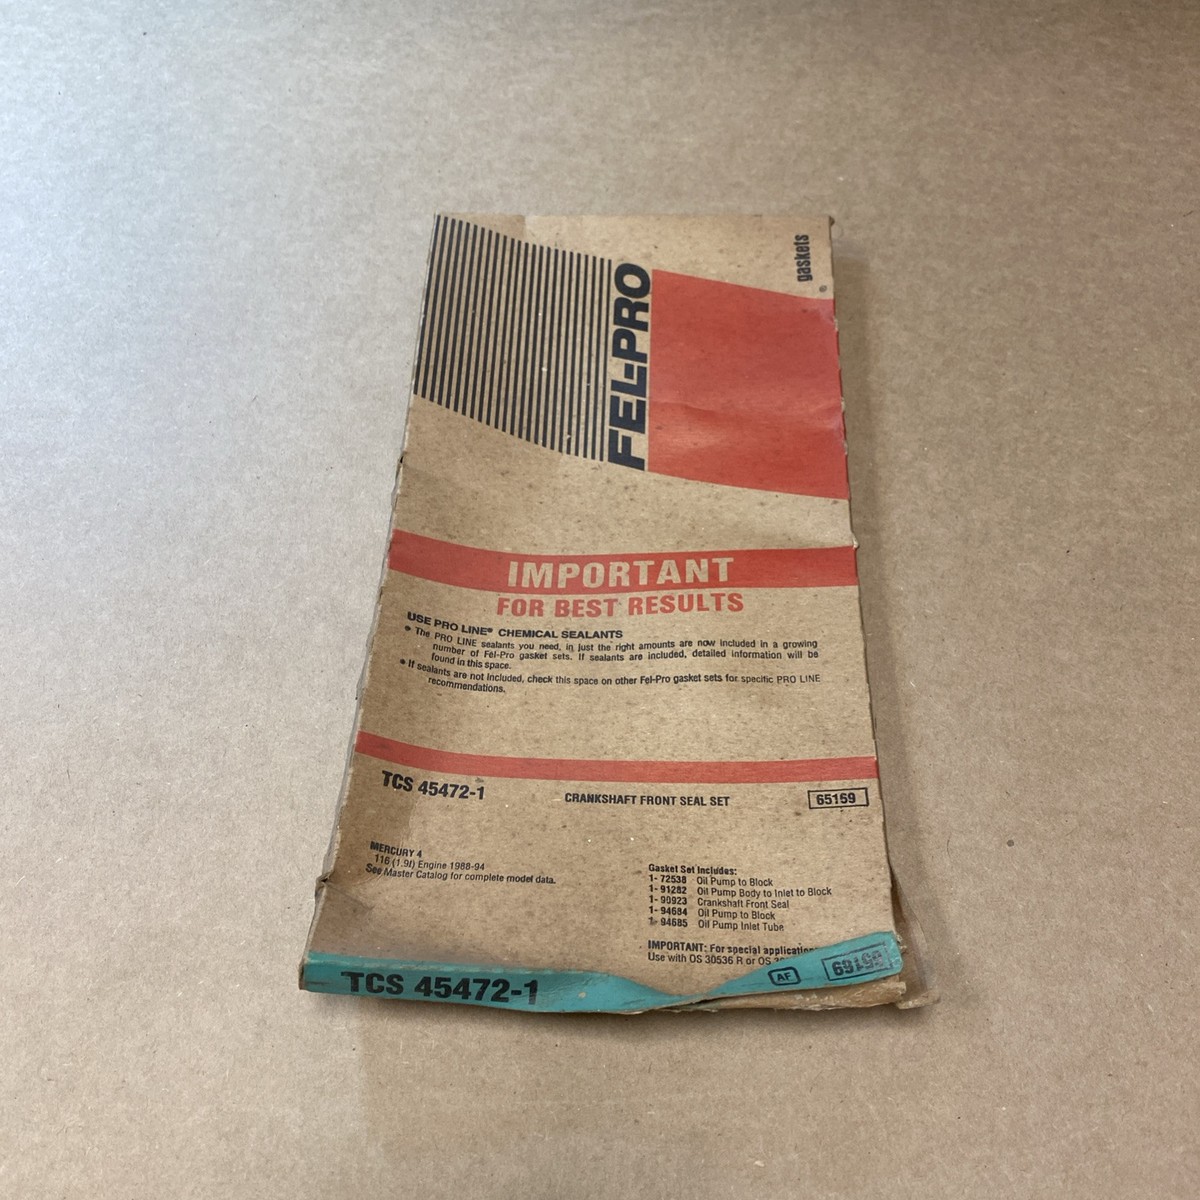 gaskets
FEL-PRO
IMPORTANT
FOR BEST RESULTS
USE PRO LINE® CHEMICAL SEALANTS
● The PRO LINE sealants you need, in just the right amounts are now included in a growing
number of Fel-Pro gasket sets. If sealants are included, detailed information will be
found in this space.
● If sealants are not included, check this space on other Fel-Pro gasket sets for specific PRO LINE
recommendations.
TCS 45472-1 CRANKSHAFT FRONT SEAL SET 65159
MERCURY 4
116 (1.9l) Engine 1988-94
See Master Catalog for complete model data.
Gasket Set Includes:
1- 72538 Oil Pump to Block
1- 91282 Oil Pump Body to Inlet to Block
1- 90923 Crankshaft Front Seal
1- 94684 Oil Pump to Block
1- 94685 Oil Pump Inlet Tube
IMPORTANT: For special
Use with OS 30536 R or OS
TCS 45472-1 AF